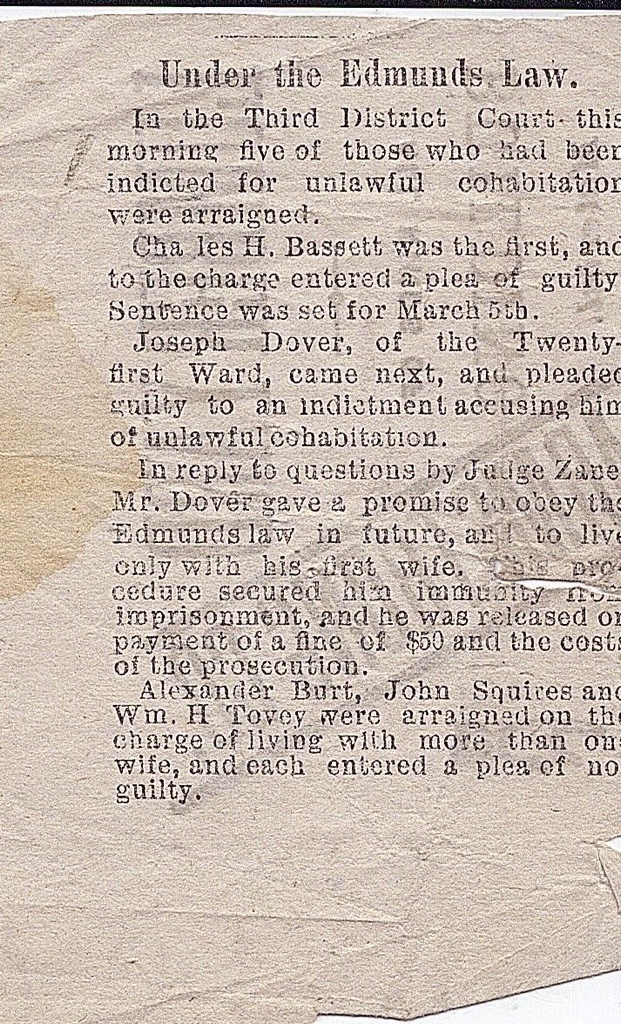 Under the Edmunds Law.
In the Third District Court this
morning five of those who had been
indicted for unlawful cohabitation
were arraigned.
Cha les H. Bassett was the first, and
to the charge entered a plea of guilty
Sentence was set for March 5th.
Joseph Dover, of the Twenty-
first Ward, came next, and pleaded
guilty to an indictment accusing him
of unlawful cohabitation.
In reply to questions by Judge Zane
Mr. Dover gave a promise to obey the
Edmunds law in future, and to live
only with his first wife. This pro-
cedure secured him immunity from
imprisonment, and he was released on
payment of a fine of $50 and the costs
of the prosecution.
Alexander Burt, John Squires and
Wm. H Tovey were arraigned on the
charge of living with more than one
wife, and each entered a plea of no
guilty.